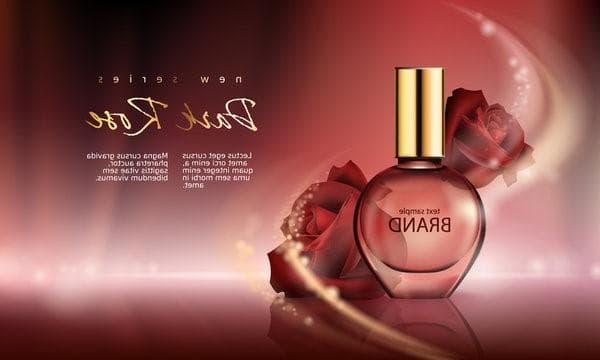 new series
Dark Rose
Lectus eget cursus
amet orci enim a,
quam integer enim
urna sem in morbi
amet.
Magna cursus gravida
pharetra auctor,
sagittis vitae sem
bibendum vivamus.
text sample
BRAND